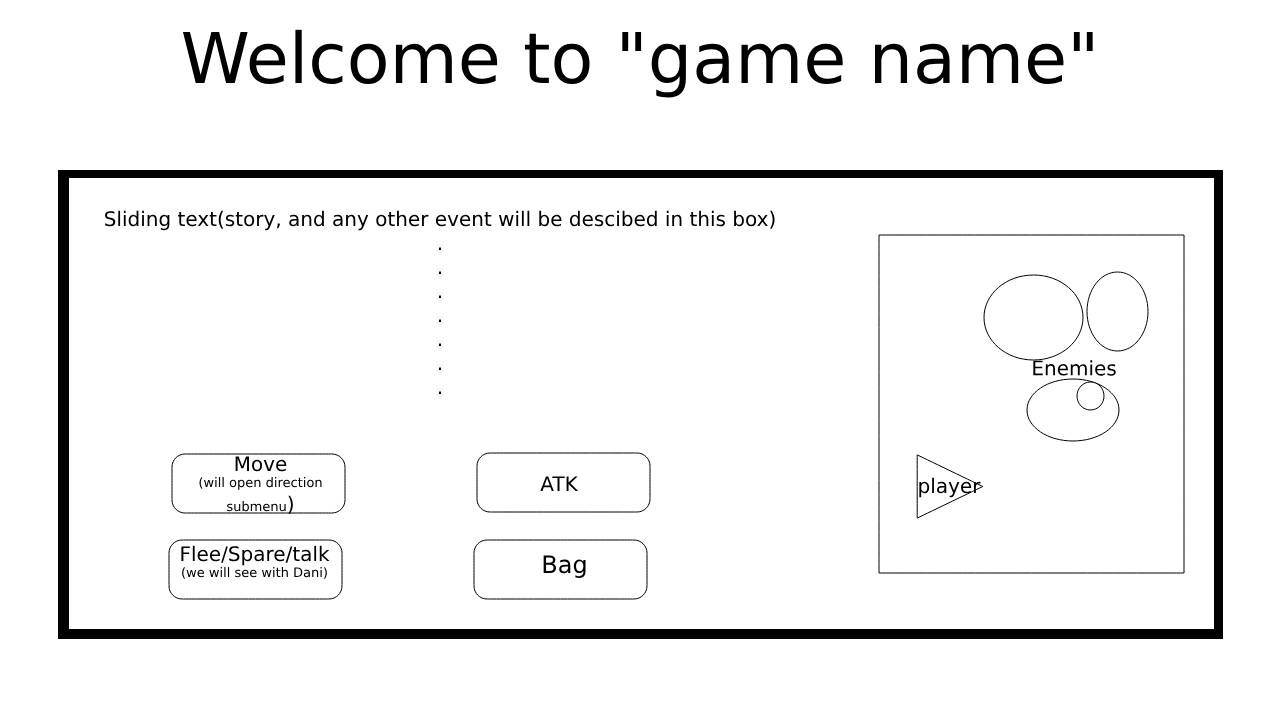 Welcome to "game name"
Sliding text(story, and any other event will be descibed in this box)
.
.
.
.
.
.
.
Enemies
Move
(will open direction
submenu)
ATK
player
Flee/Spare/talk
(we will see with Dani)
Bag